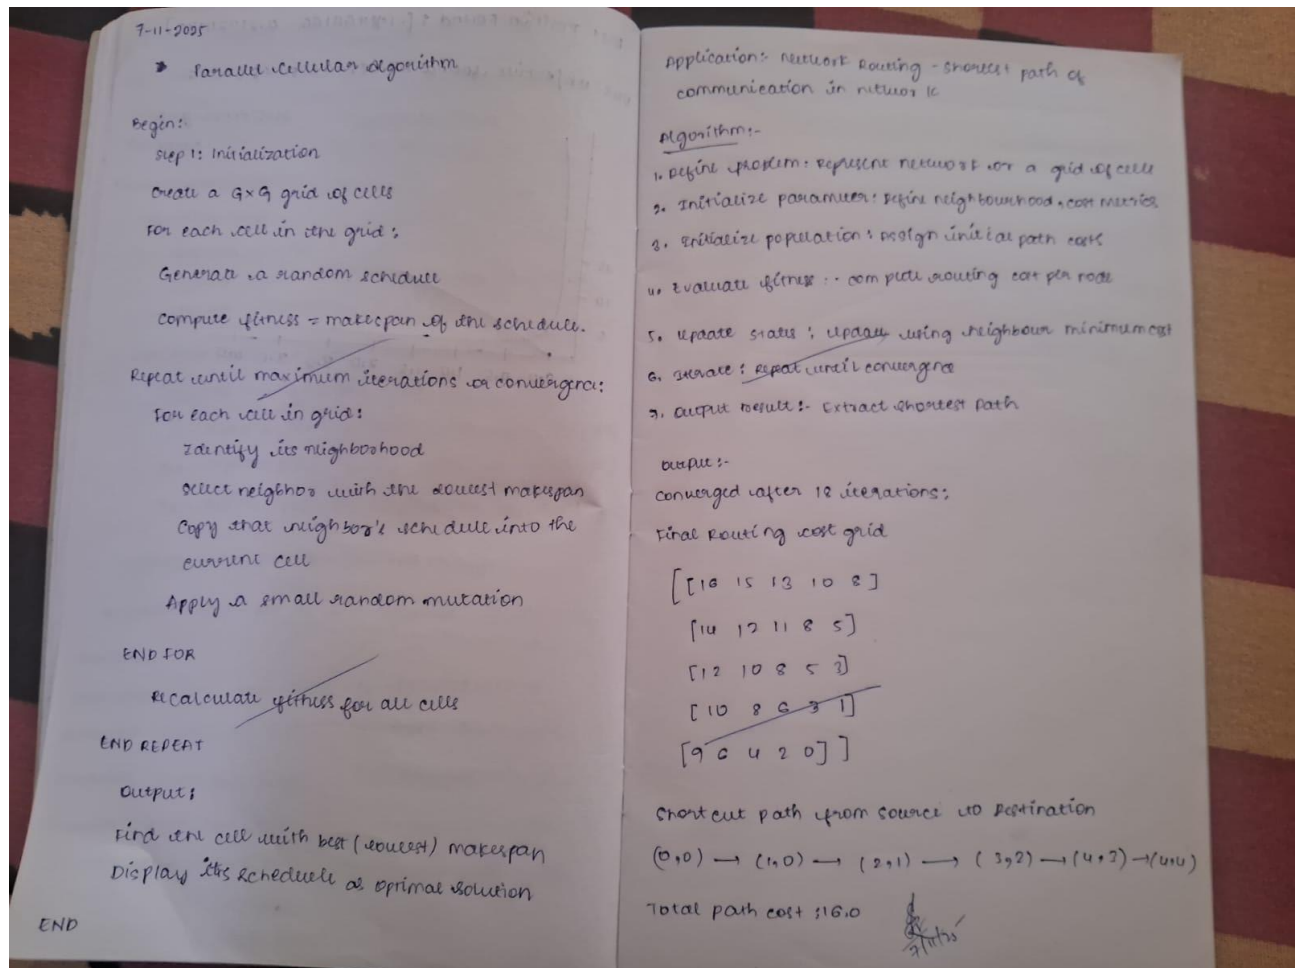 7-11-2025
Parallel cellular algorithm
Begin:
Step 1: Initialization
Create a G×G grid of cells
For each cell in the grid:
Generate a random schedule
Compute fitness = makespan of the schedule.
Repeat until maximum iterations or convergence:
For each cell in grid:
Identify its neighborhood
Select neighbor with the lowest makespan
Copy that neighbor's schedule into the
current cell
Apply a small random mutation
END FOR
Recalculate fitness for all cells
END REPEAT
Output:
Find the cell with best (lowest) makespan
Display its schedule as optimal solution
END
Application:- Network Routing - Shortest path of
communication in network
Algorithm:-
1. Define problem: Represent network or a grid of cells
2. Initialize parameter: Define neighbourhood, cost metrics
3. Initialize population: Assign initial path costs
4. Evaluate fitness :- compute routing cost per node
5. Update states: update using neighbour minimum cost
6. Iterate: Repeat until convergence
7. Output result:- Extract shortest path
Output:-
Converged after 18 iterations:
Final Routing cost grid
[[16 15 13 10 8]
[14 12 11 8 5]
[12 10 8 5 3]
[10 8 6 3 1]
[9 6 4 2 0]]
Shortcut path from source to Destination
(0,0) → (1,0) → (2,1) → (3,2) → (4,3) → (4,4)
Total path cost :16.0
7/11/25